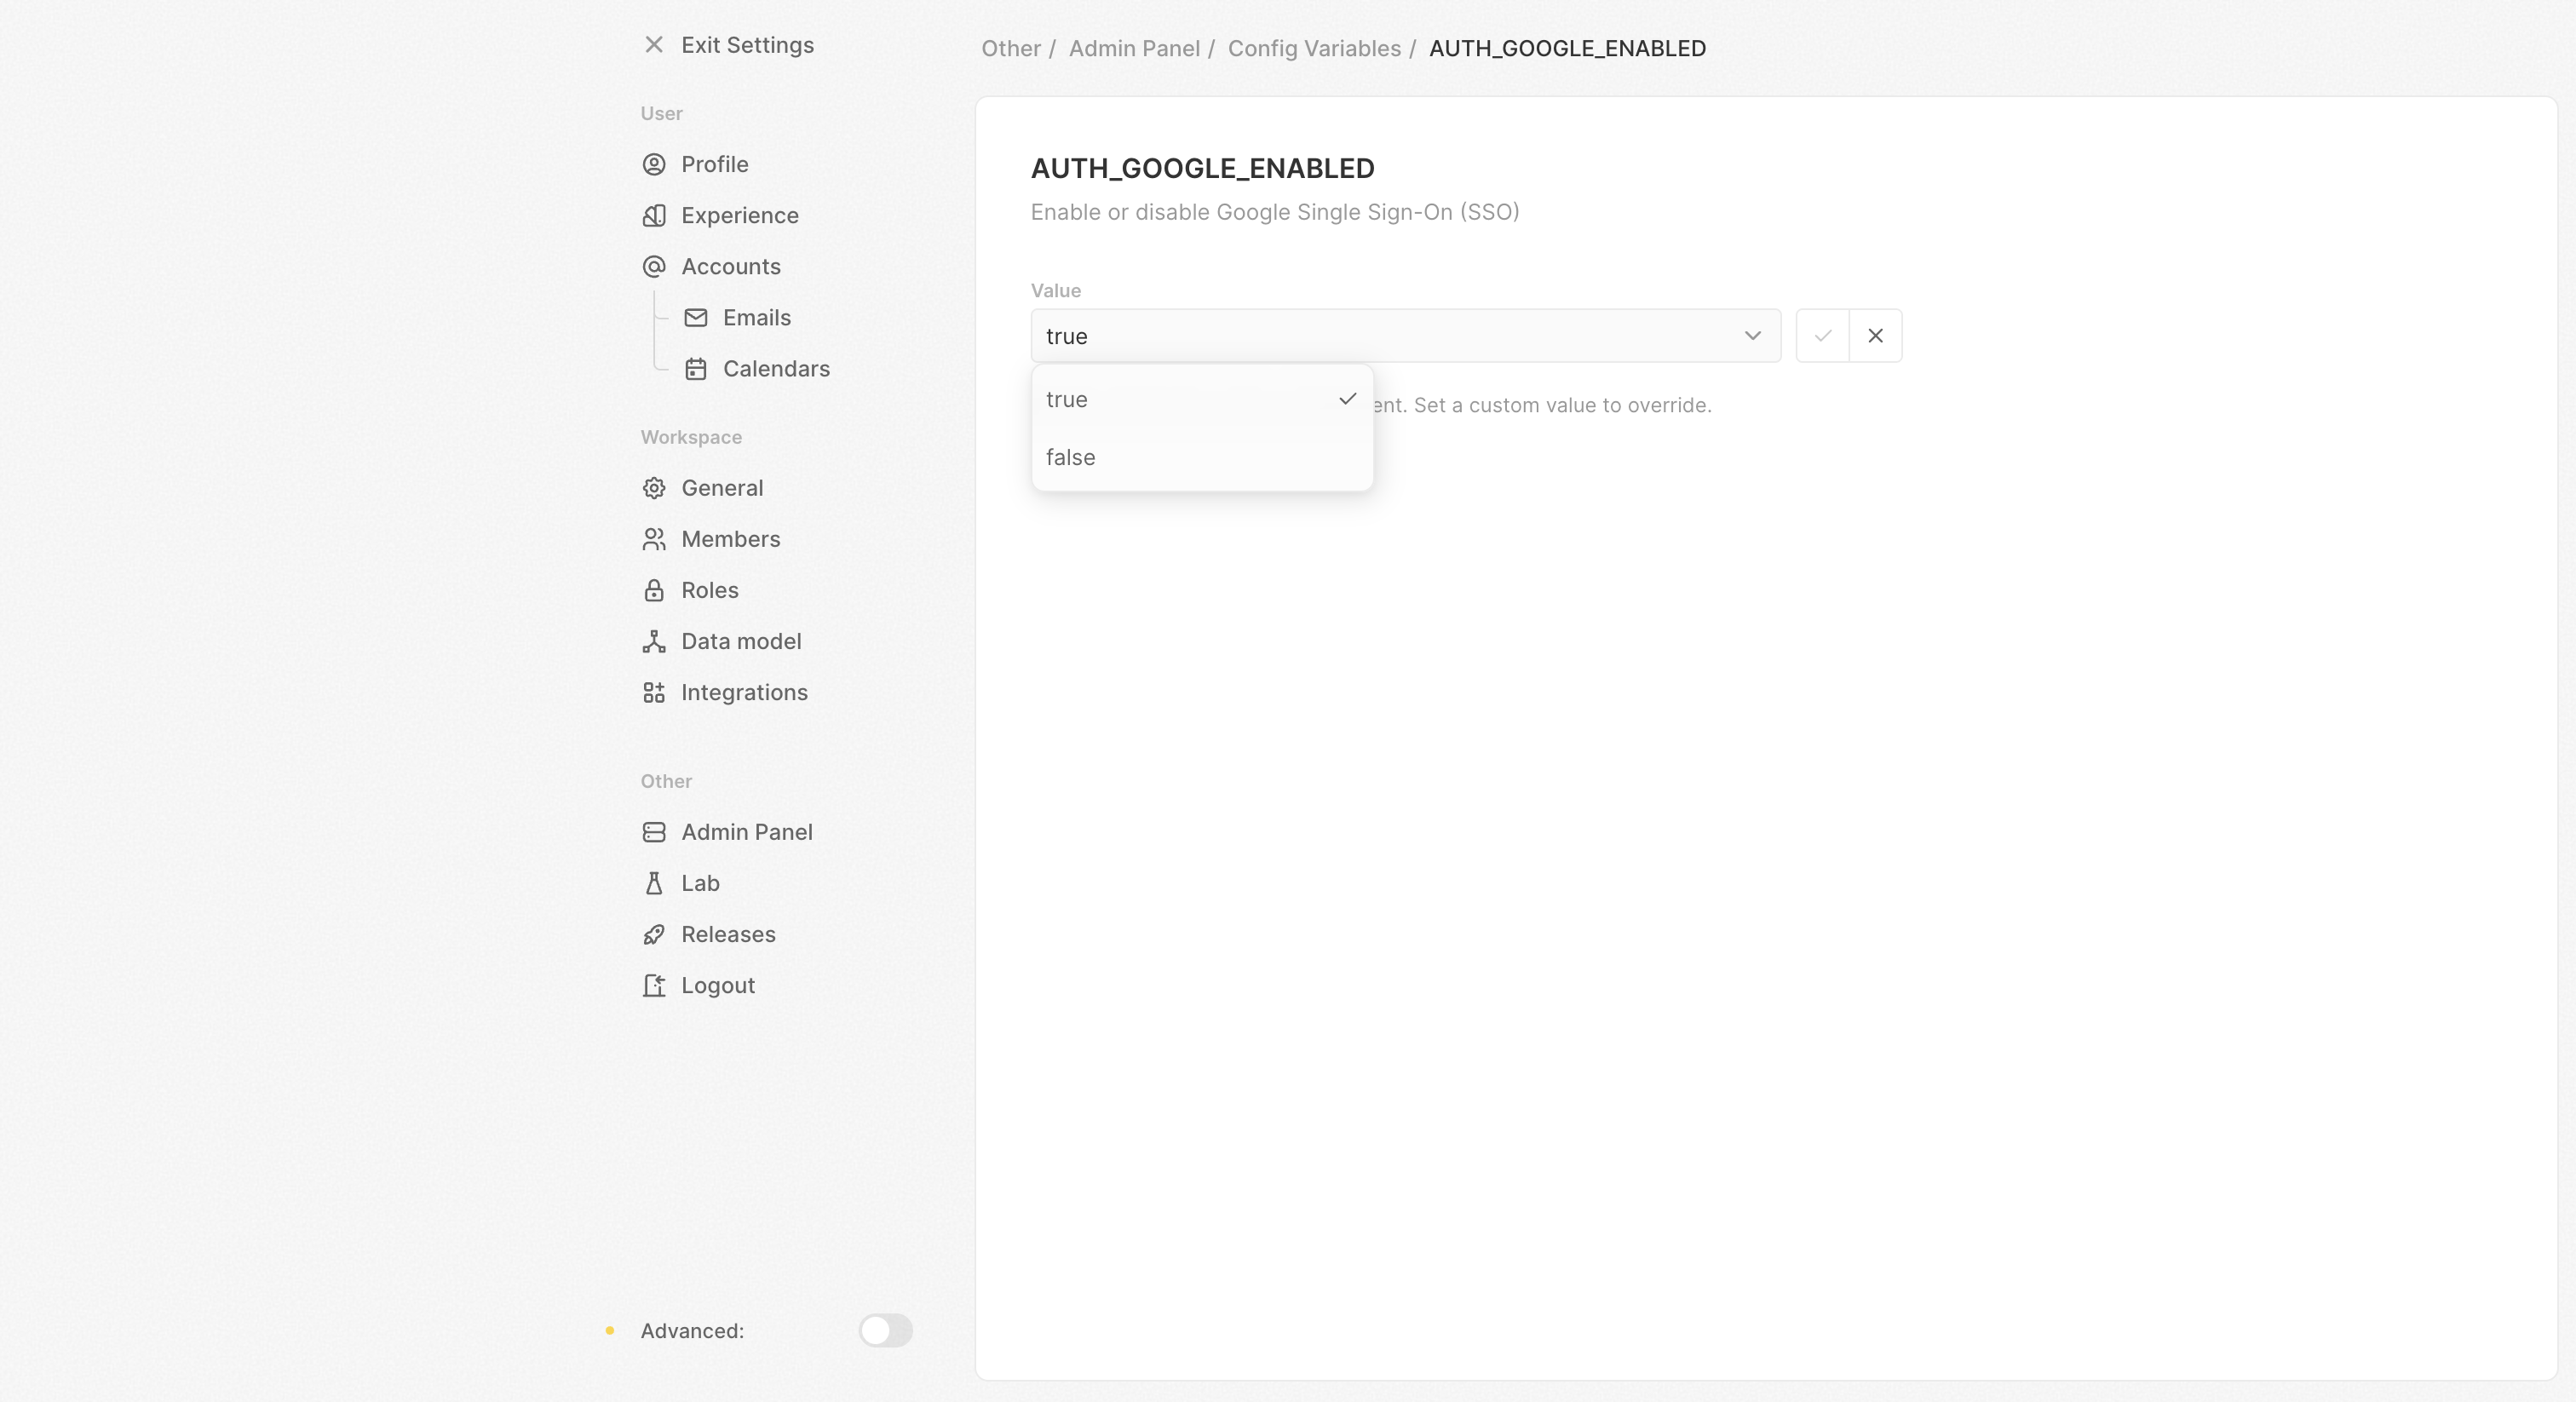 Exit Settings
User
Profile
Experience
Accounts
Emails
Calendars
Workspace
General
Members
Roles
Data model
Integrations
Other
Admin Panel
Lab
Releases
Logout
Advanced:
Other / Admin Panel / Config Variables / AUTH_GOOGLE_ENABLED
AUTH_GOOGLE_ENABLED
Enable or disable Google Single Sign-On (SSO)
Value
true
true
ent. Set a custom value to override.
false